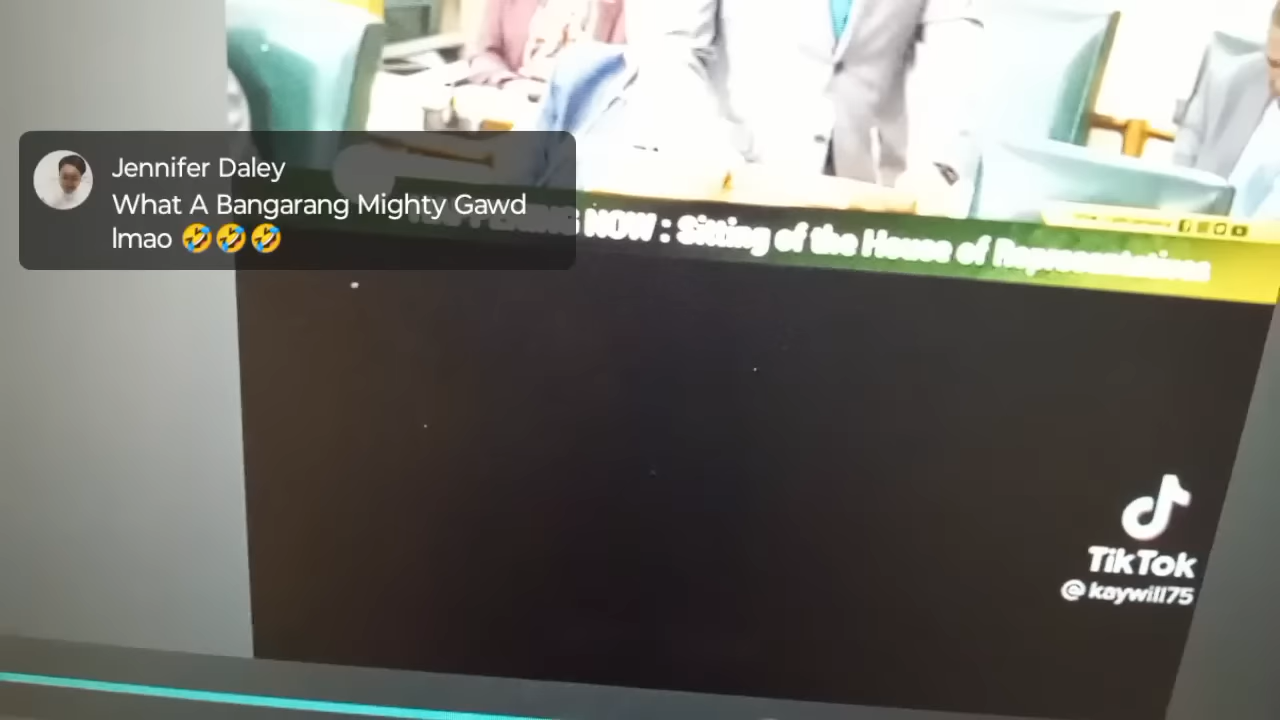 Jennifer Daley
What A Bangarang Mighty Gawd
lmao 🤣🤣🤣
NOW : Sitting of the House of Representatives
TikTok
@kaywill75